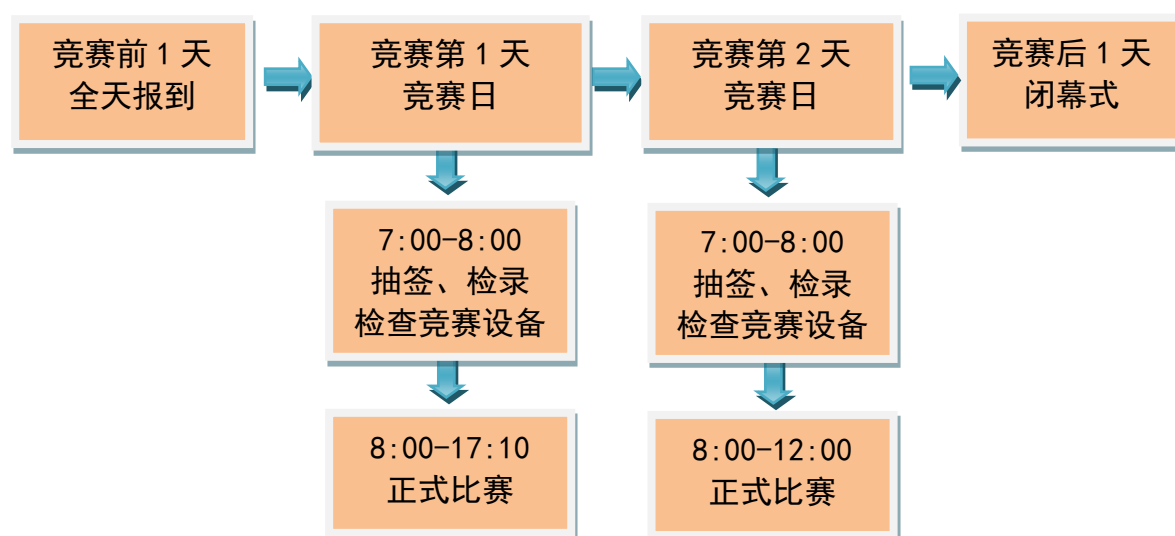 竞赛前 1 天
全天报到
竞赛第 1 天
竞赛日
竞赛第 2 天
竞赛日
竞赛后 1 天
闭幕式
7:00-8:00
抽签、检录
检查竞赛设备
7:00-8:00
抽签、检录
检查竞赛设备
8:00-17:10
正式比赛
8:00-12:00
正式比赛